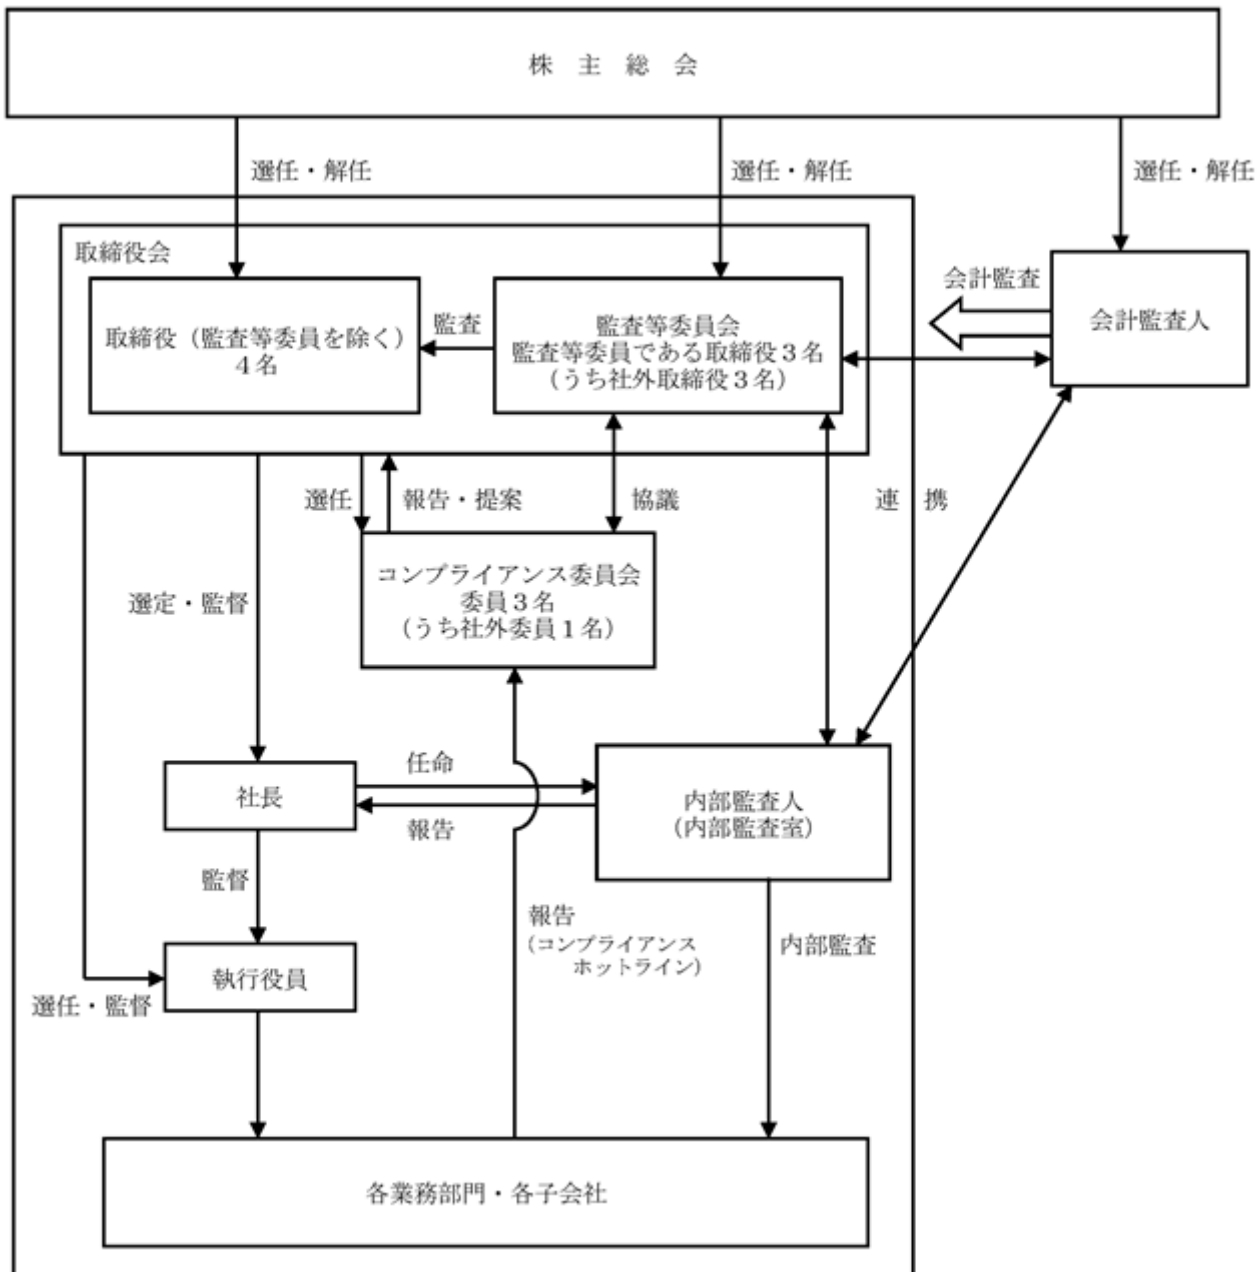 株 主 総 会
選任・解任
選任・解任
選任・解任
取締役会
取締役（監査等委員を除く）
４名
監査
監査等委員会
監査等委員である取締役３名
（うち社外取締役３名）
会計監査
会計監査人
選任
報告・提案
協議
連 携
コンプライアンス委員会
委員３名
（うち社外委員１名）
選定・監督
社長
任命
報告
内部監査人
（内部監査室）
監督
執行役員
選任・監督
報告
（コンプライアンス
ホットライン）
内部監査
各業務部門・各子会社